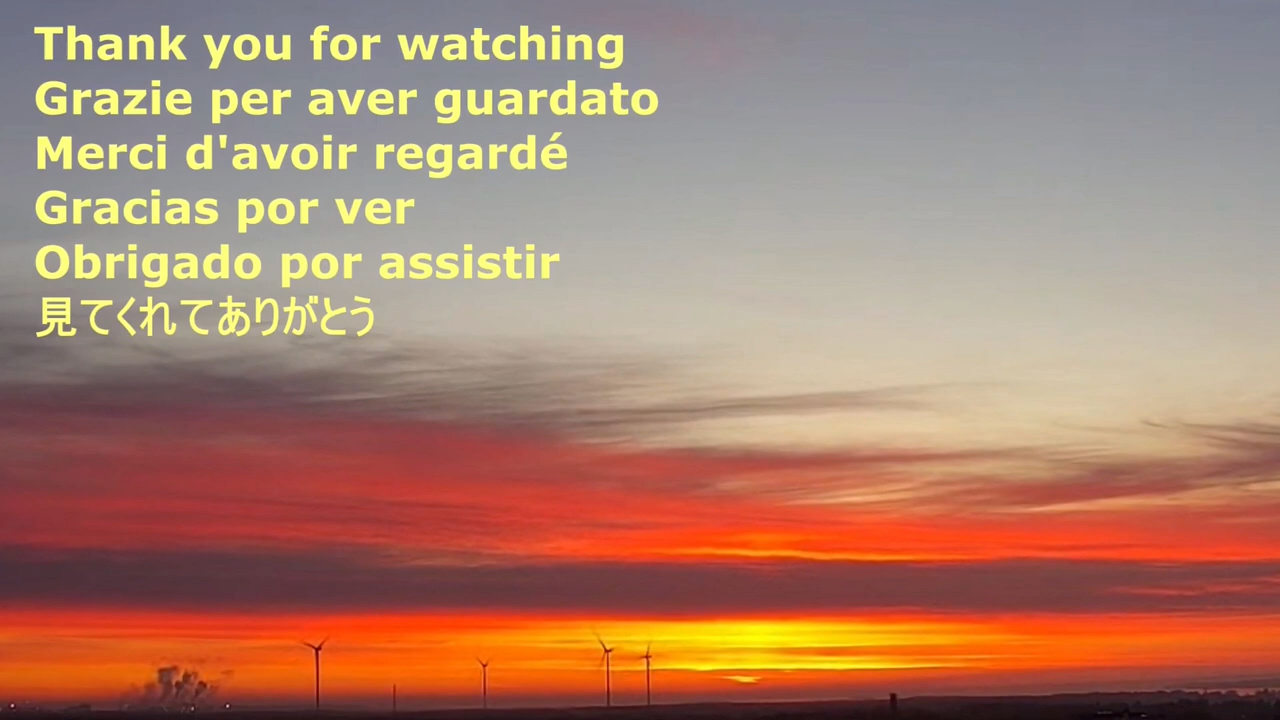 Thank you for watching
Grazie per aver guardato
Merci d'avoir regardé
Gracias por ver
Obrigado por assistir
見てくれてありがとう